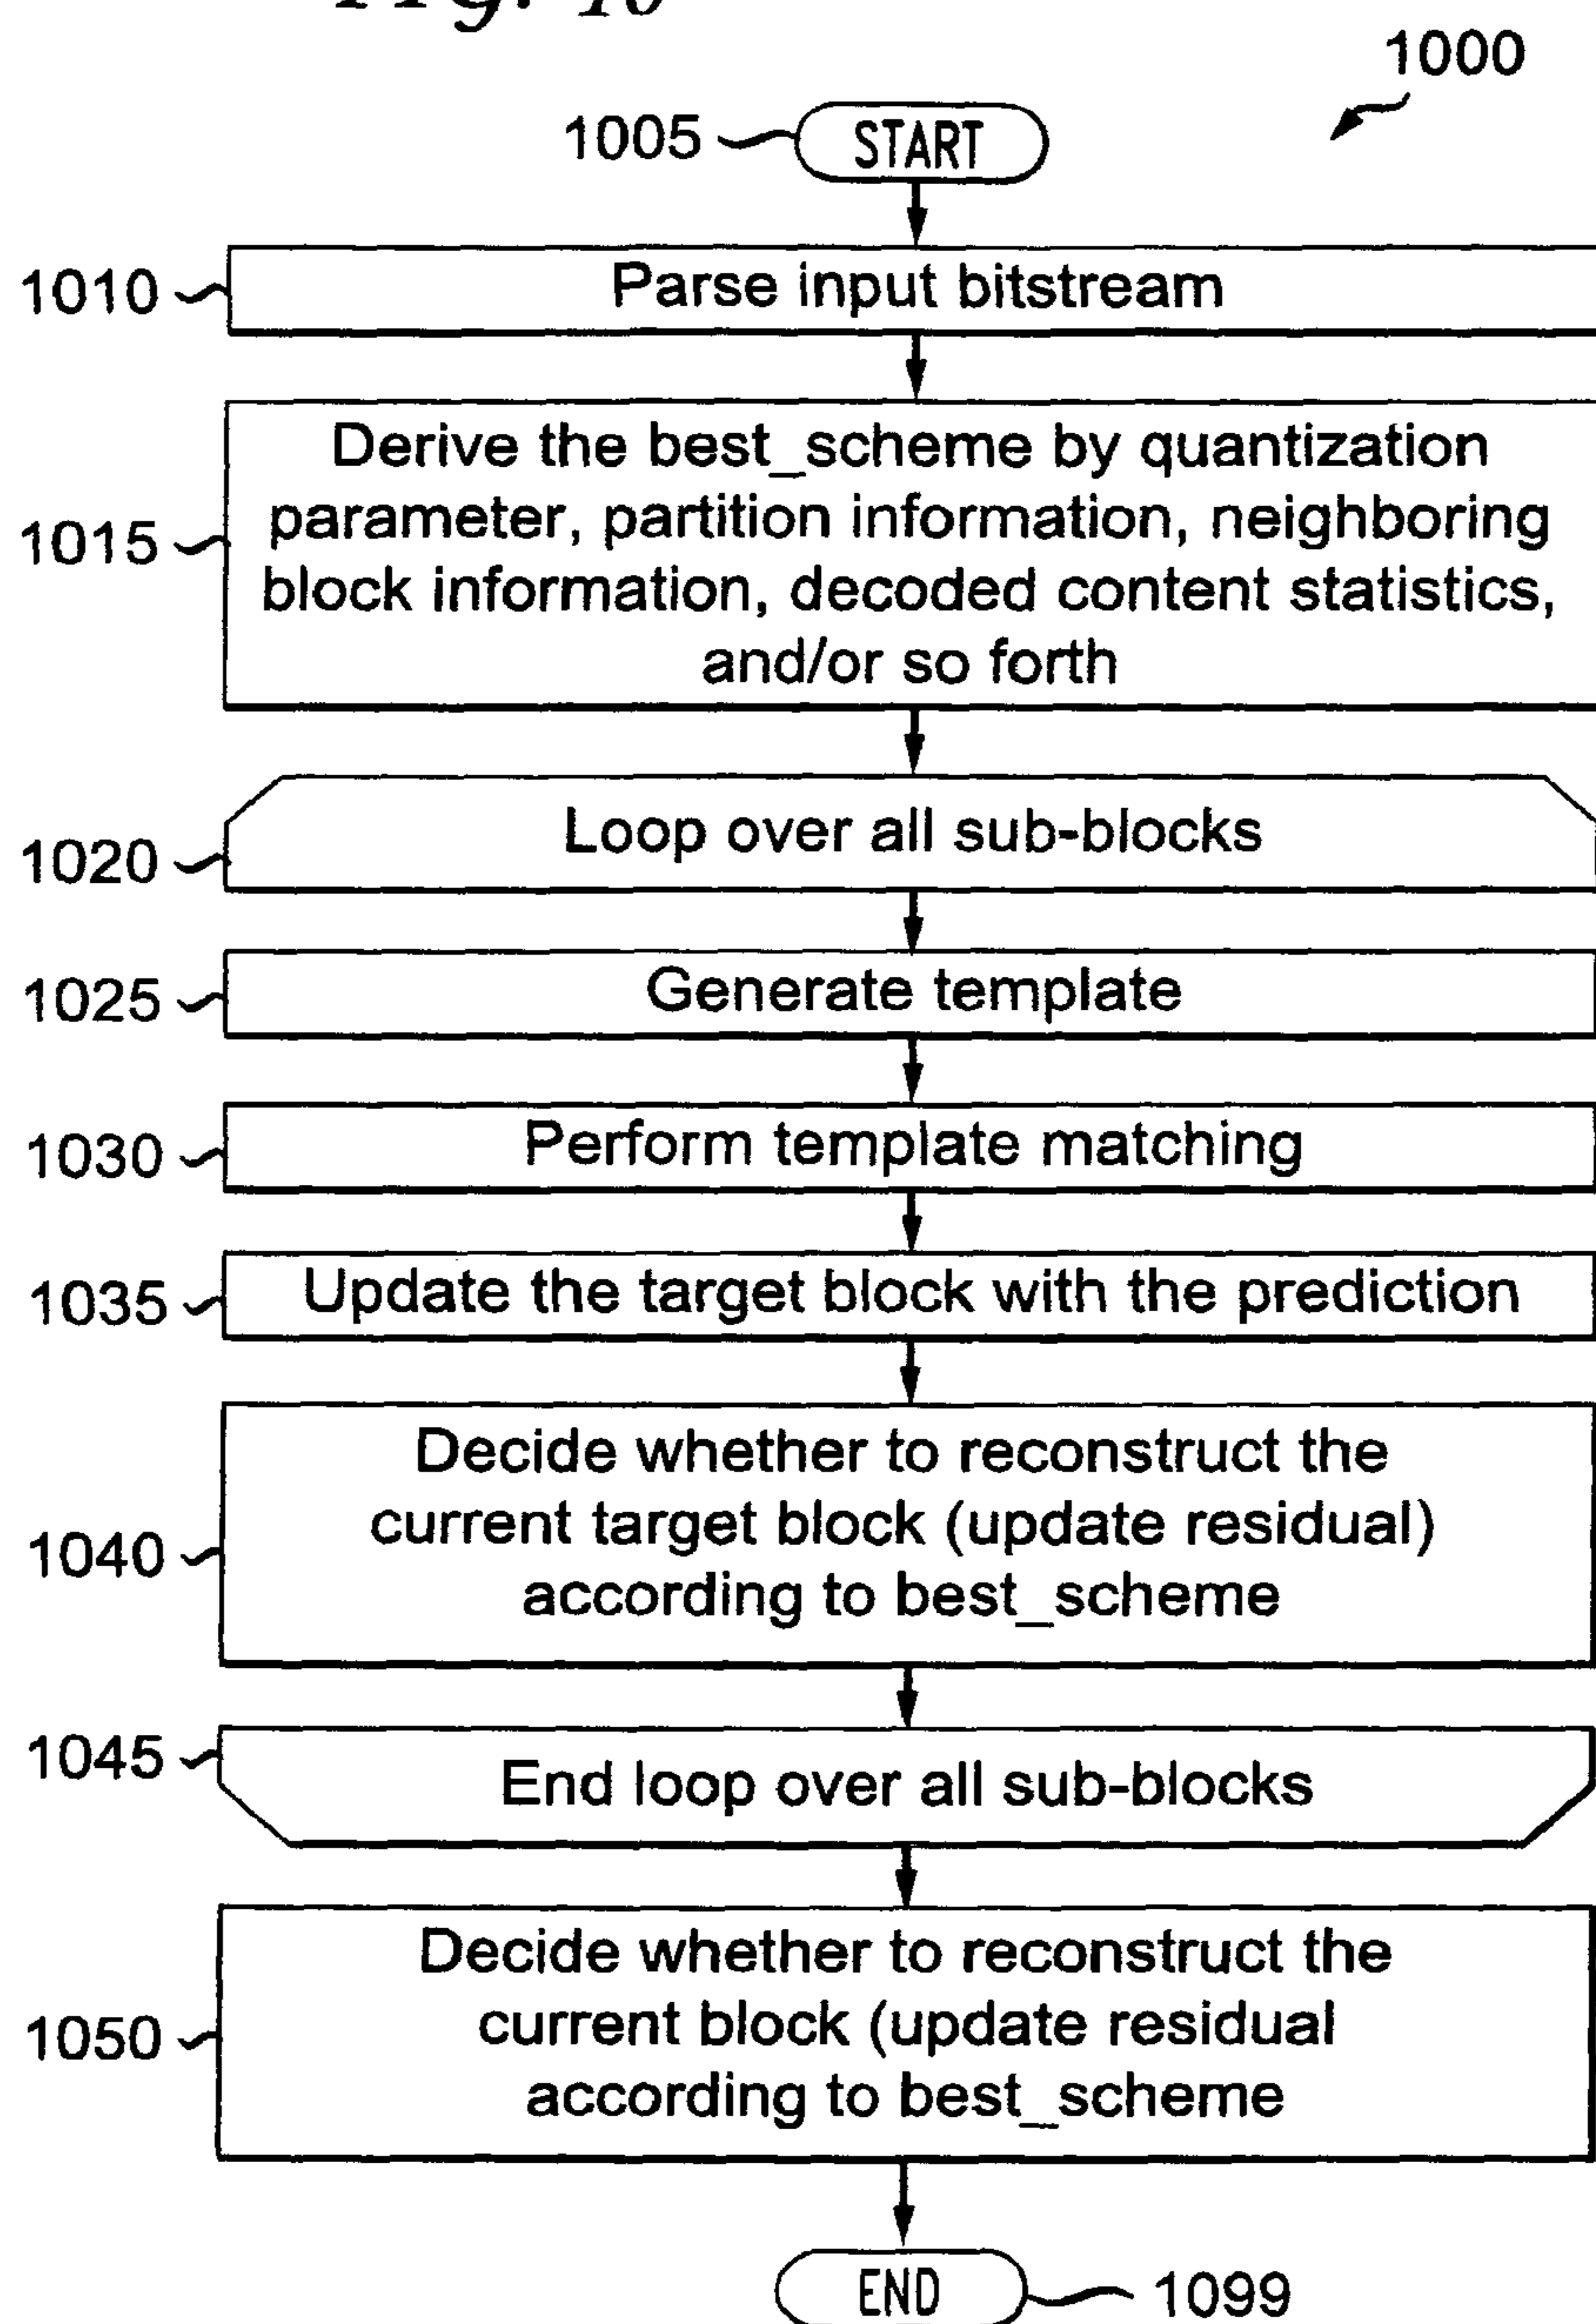 Fig. 10
1000
1005 START
1010 Parse input bitstream
1015
Derive the best_scheme by quantization
parameter, partition information, neighboring
block information, decoded content statistics,
and/or so forth
1020 Loop over all sub-blocks
1025 Generate template
1030 Perform template matching
1035 Update the target block with the prediction
1040
Decide whether to reconstruct the
current target block (update residual)
according to best_scheme
1045 End loop over all sub-blocks
1050
Decide whether to reconstruct the
current block (update residual
according to best_scheme
END 1099